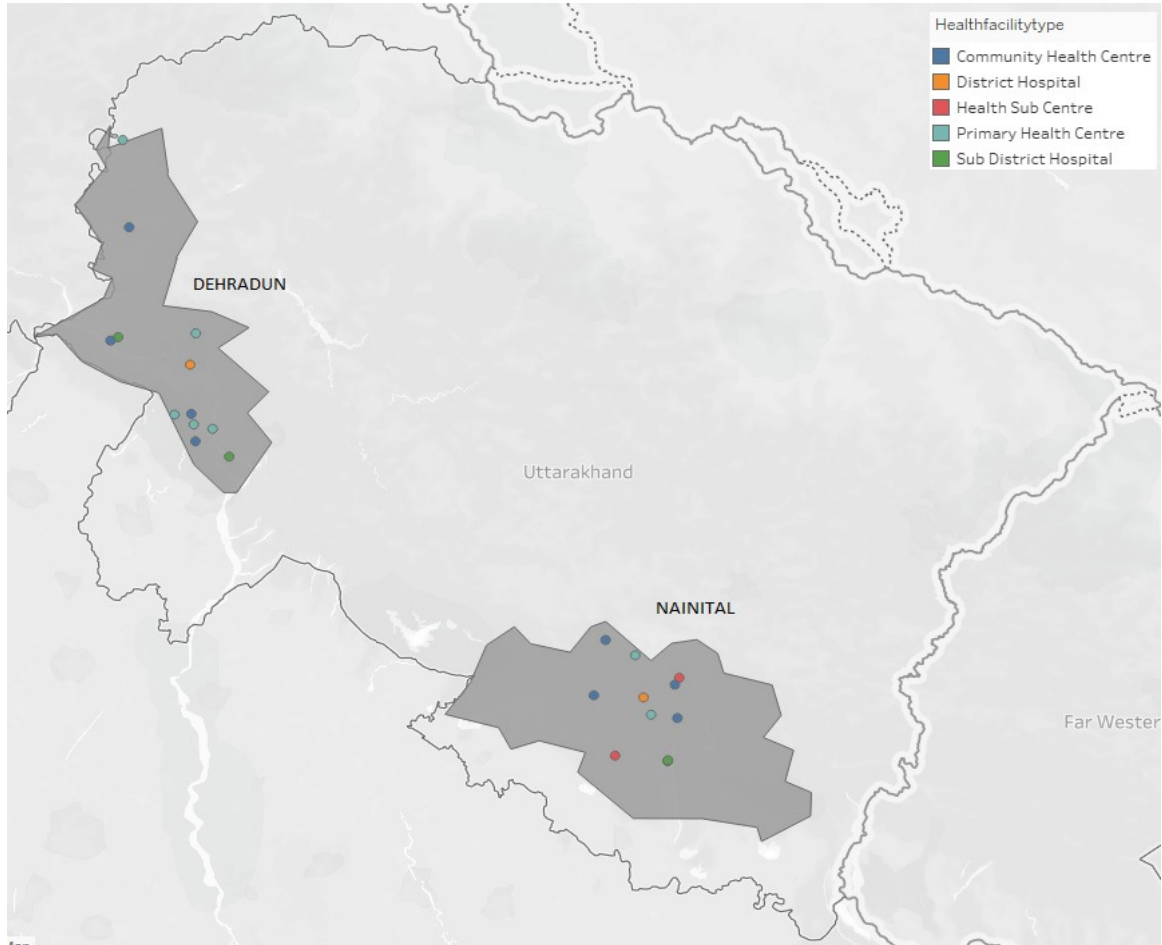 Healthfacilitytype
Community Health Centre
District Hospital
Health Sub Centre
Primary Health Centre
Sub District Hospital
DEHRADUN
Uttarakhand
NAINITAL
Far Wester